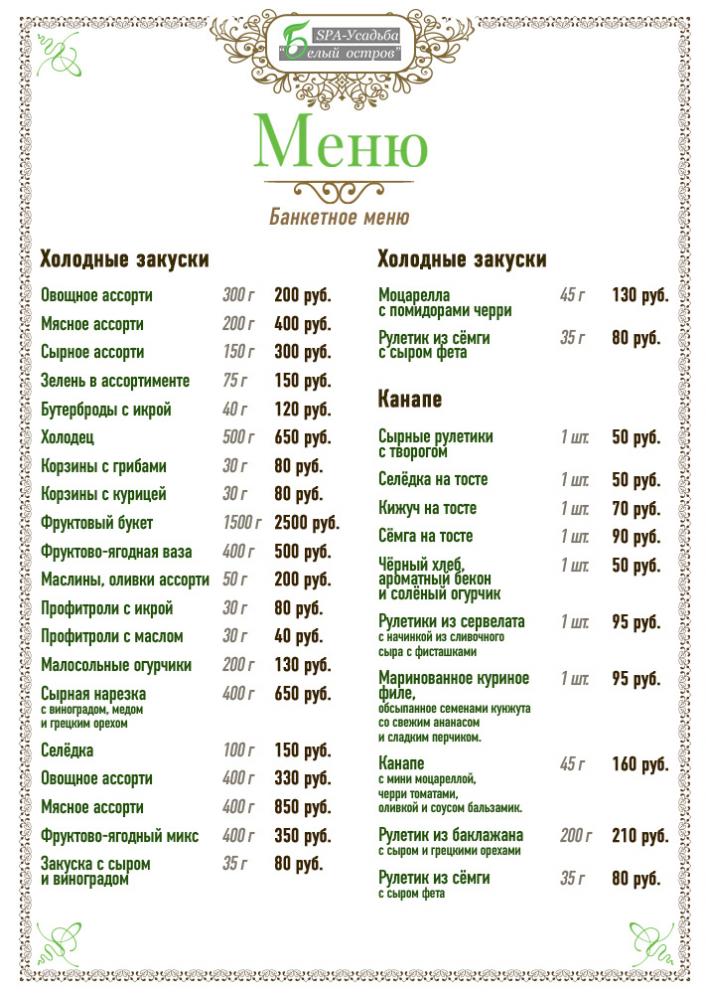 SPA-Усадьба
"Белый остров"
Меню
Банкетное меню
Холодные закуски
Овощное ассорти 300 г 200 руб.
Мясное ассорти 200 г 400 руб.
Сырное ассорти 150 г 300 руб.
Зелень в ассортименте 75 г 150 руб.
Бутерброды с икрой 40 г 120 руб.
Холодец 500 г 650 руб.
Корзины с грибами 30 г 80 руб.
Корзины с курицей 30 г 80 руб.
Фруктовый букет 1500 г 2500 руб.
Фруктово-ягодная ваза 400 г 500 руб.
Маслины, оливки ассорти 50 г 200 руб.
Профитроли с икрой 30 г 80 руб.
Профитроли с маслом 30 г 40 руб.
Малосольные огурчики 200 г 130 руб.
Сырная нарезка 400 г 650 руб.
с виноградом, медом
и грецким орехом
Селёдка 100 г 150 руб.
Овощное ассорти 400 г 330 руб.
Мясное ассорти 400 г 850 руб.
Фруктово-ягодный микс 400 г 350 руб.
Закуска с сыром 35 г 80 руб.
и виноградом
Холодные закуски
Моцарелла 45 г 130 руб.
с помидорами черри
Рулетик из сёмги 35 г 80 руб.
с сыром фета
Канапе
Сырные рулетики 1 шт. 50 руб.
с творогом
Селёдка на тосте 1 шт. 50 руб.
Кижуч на тосте 1 шт. 70 руб.
Сёмга на тосте 1 шт. 90 руб.
Чёрный хлеб, 1 шт. 50 руб.
ароматный бекон
и солёный огурчик
Рулетики из сервелата 1 шт. 95 руб.
с начинкой из сливочного
сыра с фисташками
Маринованное куриное 1 шт. 95 руб.
филе,
обсыпанное семенами кунжута
со свежим ананасом
и сладким перчиком.
Канапе 45 г 160 руб.
с мини моцареллой,
черри томатами,
оливкой и соусом бальзамик.
Рулетик из баклажана 200 г 210 руб.
с сыром и грецкими орехами
Рулетик из сёмги 35 г 80 руб.
с сыром фета